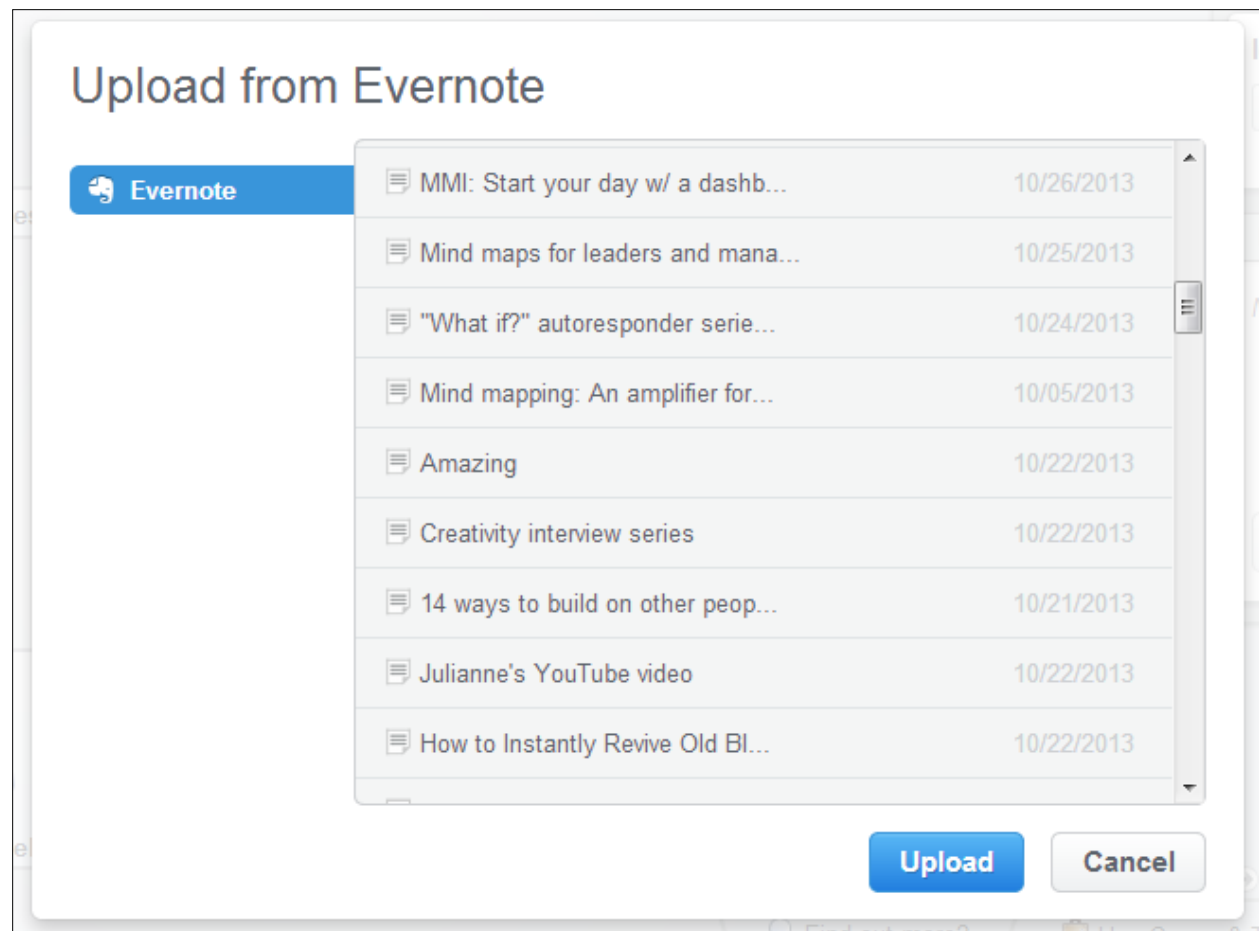 Upload from Evernote
Evernote
MMI: Start your day w/ a dashb... 10/26/2013
Mind maps for leaders and mana... 10/25/2013
"What if?" autoresponder serie... 10/24/2013
Mind mapping: An amplifier for... 10/05/2013
Amazing 10/22/2013
Creativity interview series 10/22/2013
14 ways to build on other peop... 10/21/2013
Julianne's YouTube video 10/22/2013
How to Instantly Revive Old Bl... 10/22/2013
Upload Cancel
Find out more?